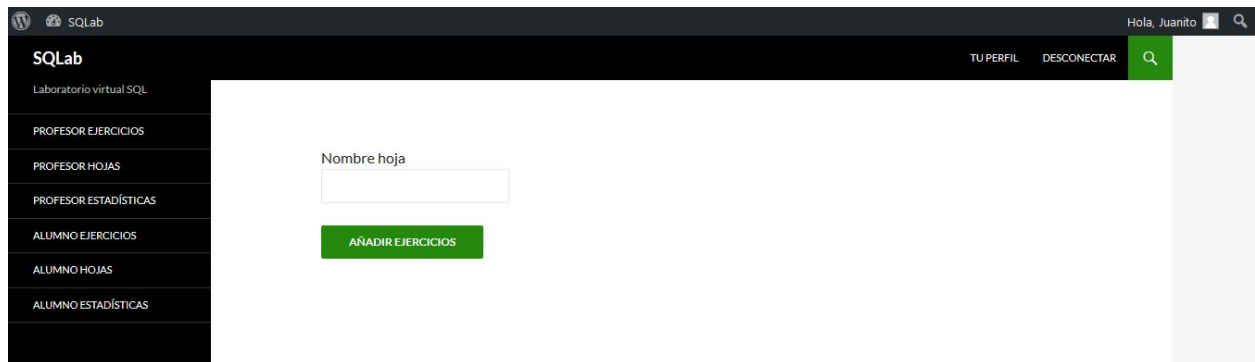 SQLab
Hola, Juanito
SQLab
TU PERFIL
DESCONECTAR
Laboratorio virtual SQL
PROFESOR EJERCICIOS
PROFESOR HOJAS
PROFESOR ESTADÍSTICAS
ALUMNO EJERCICIOS
ALUMNO HOJAS
ALUMNO ESTADÍSTICAS
Nombre hoja
AÑADIR EJERCICIOS